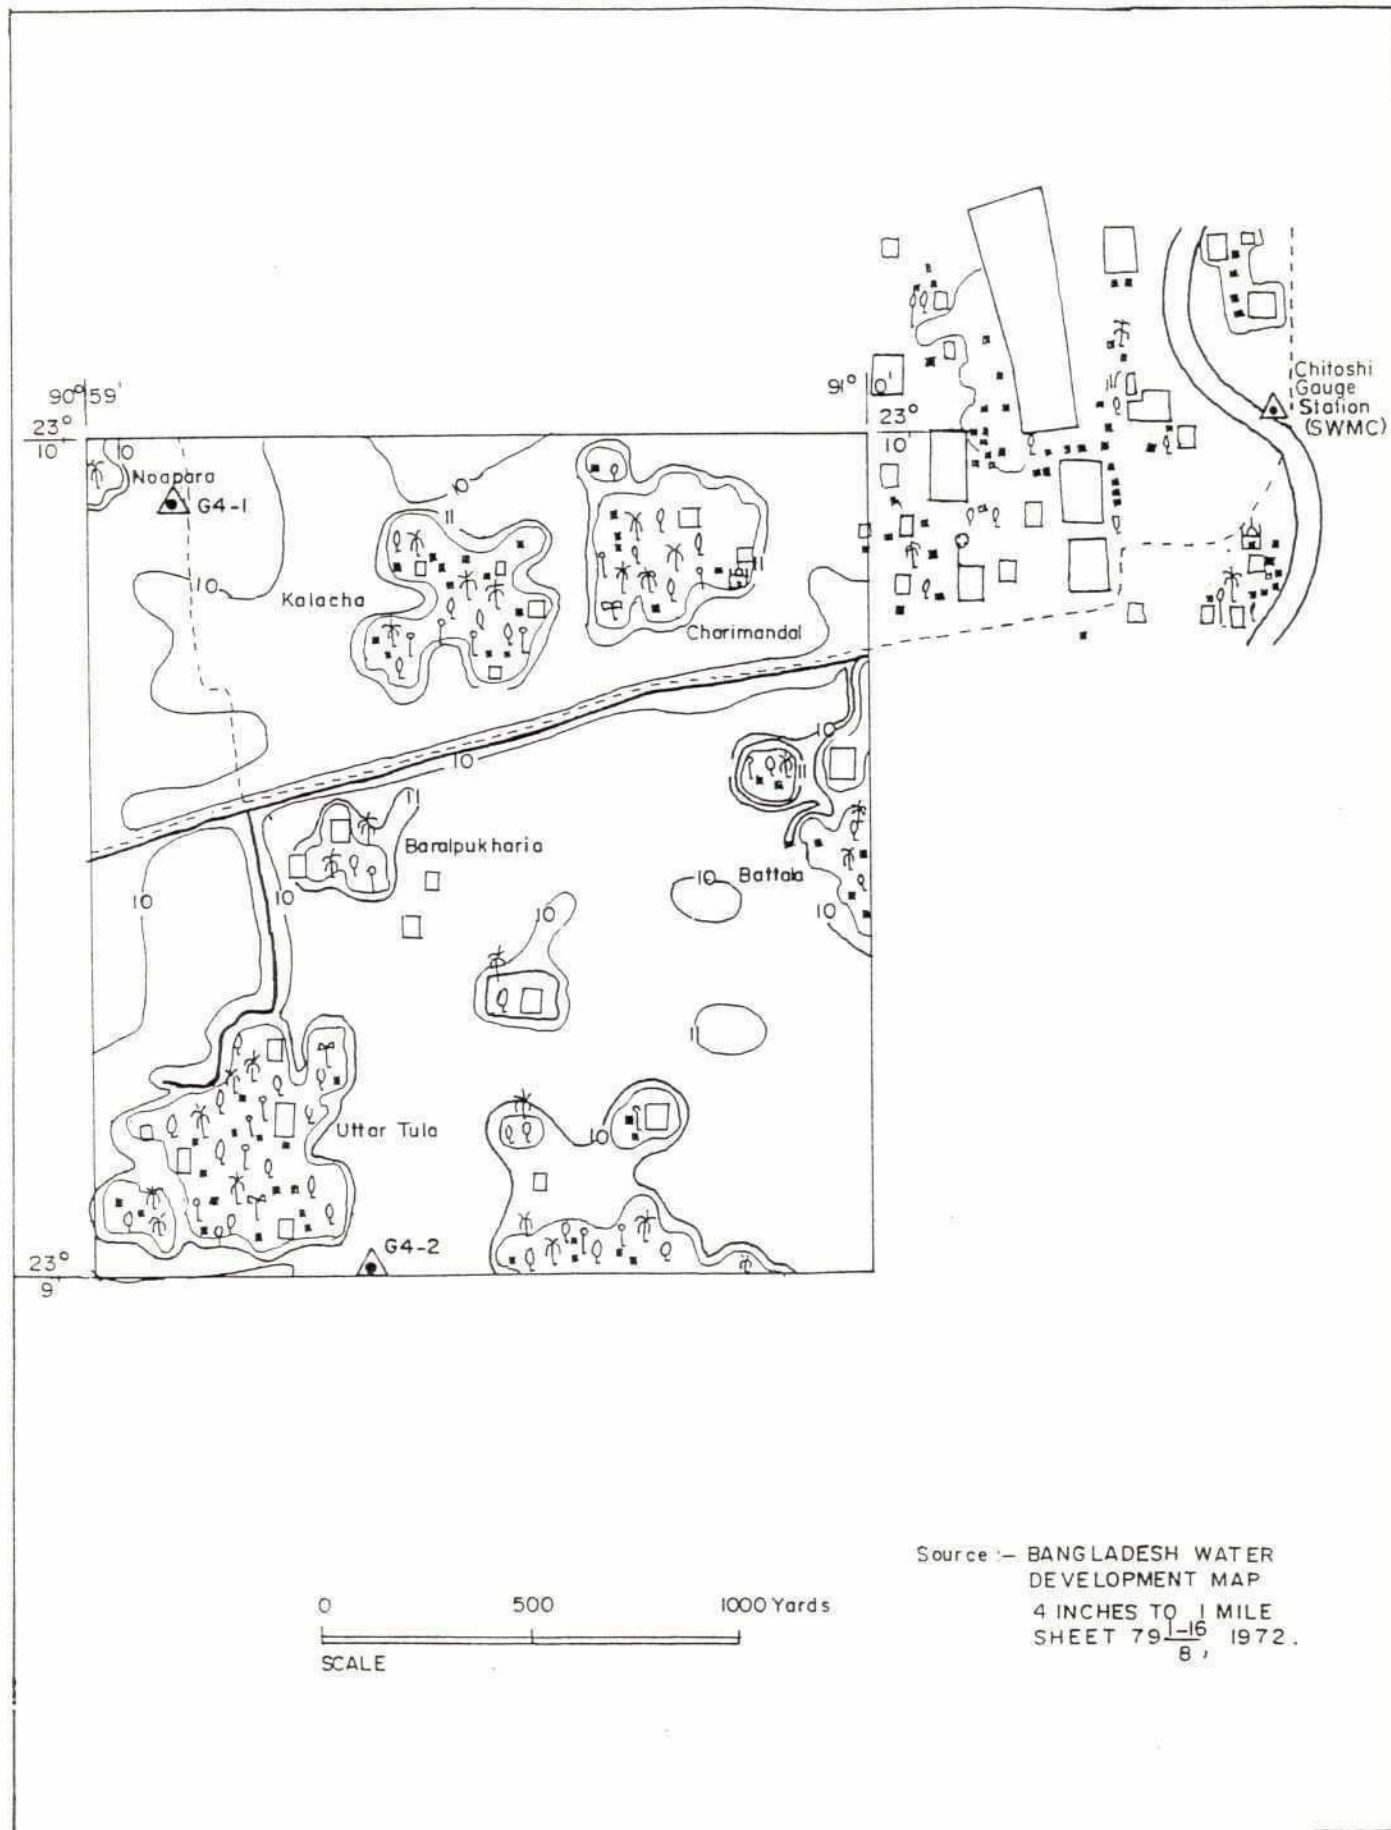 90° 59'
91° 0'
23°
10'
23°
10'
Chitoshi
Gauge
Station
(SWMC)
10
Noapara
G4-1
10
11
10
Kalacha
11
Chorimandal
10
10
11
11
Baralpukharia
10
10
10
Battala
10
10
11
10
Uttar Tula
G4-2
23°
9'
Source :- BANGLADESH WATER
DEVELOPMENT MAP
4 INCHES TO 1 MILE
SHEET 79 1-16/8, 1972.
0 500 1000 Yards
SCALE